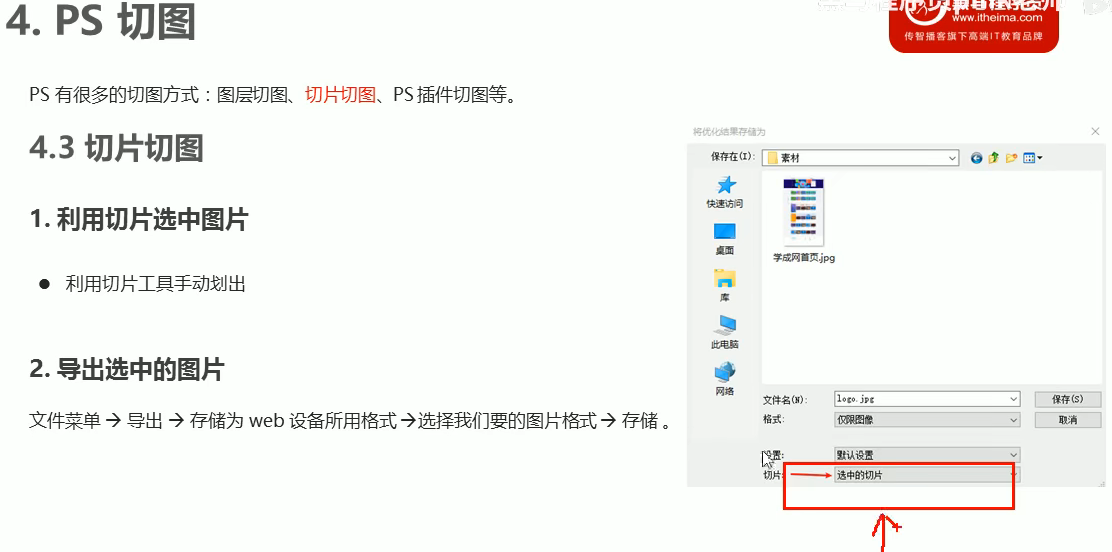 4. PS 切图
www.itheima.com
传智播客旗下高端IT教育品牌
PS 有很多的切图方式：图层切图、切片切图、PS 插件切图等。
4.3 切片切图
1. 利用切片选中图片
● 利用切片工具手动划出
2. 导出选中的图片
文件菜单 → 导出 → 存储为 web 设备所用格式 →选择我们要的图片格式 → 存储 。
将优化结果存储为
保存在(I):
素材
快速访问
桌面
库
此电脑
网络
学成网首页.jpg
文件名(N):
logo.jpg
保存(S)
格式:
仅限图像
取消
设置:
默认设置
切片:
选中的切片